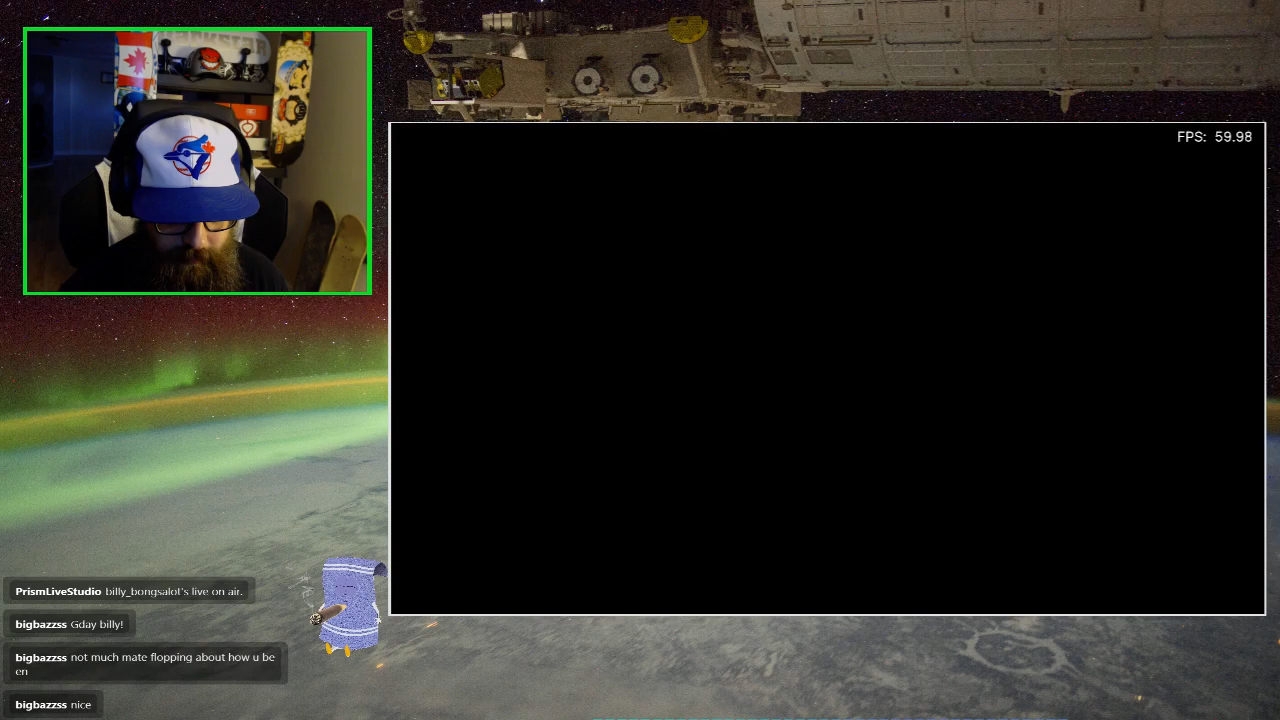 FPS: 59.98
PrismLiveStudio billy_bongsalot's live on air.
bigbazzss Gday billy!
bigbazzss not much mate flopping about how u be
en
bigbazzss nice